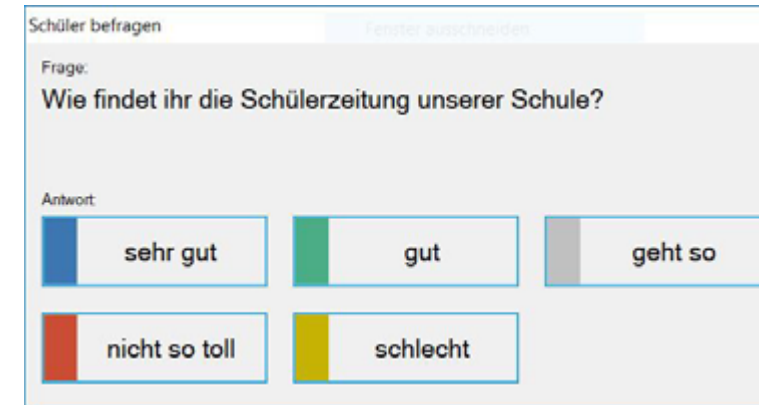 Schüler befragen
Fenster ausschneiden
Frage:
Wie findet ihr die Schülerzeitung unserer Schule?
Antwort:
sehr gut
gut
geht so
nicht so toll
schlecht